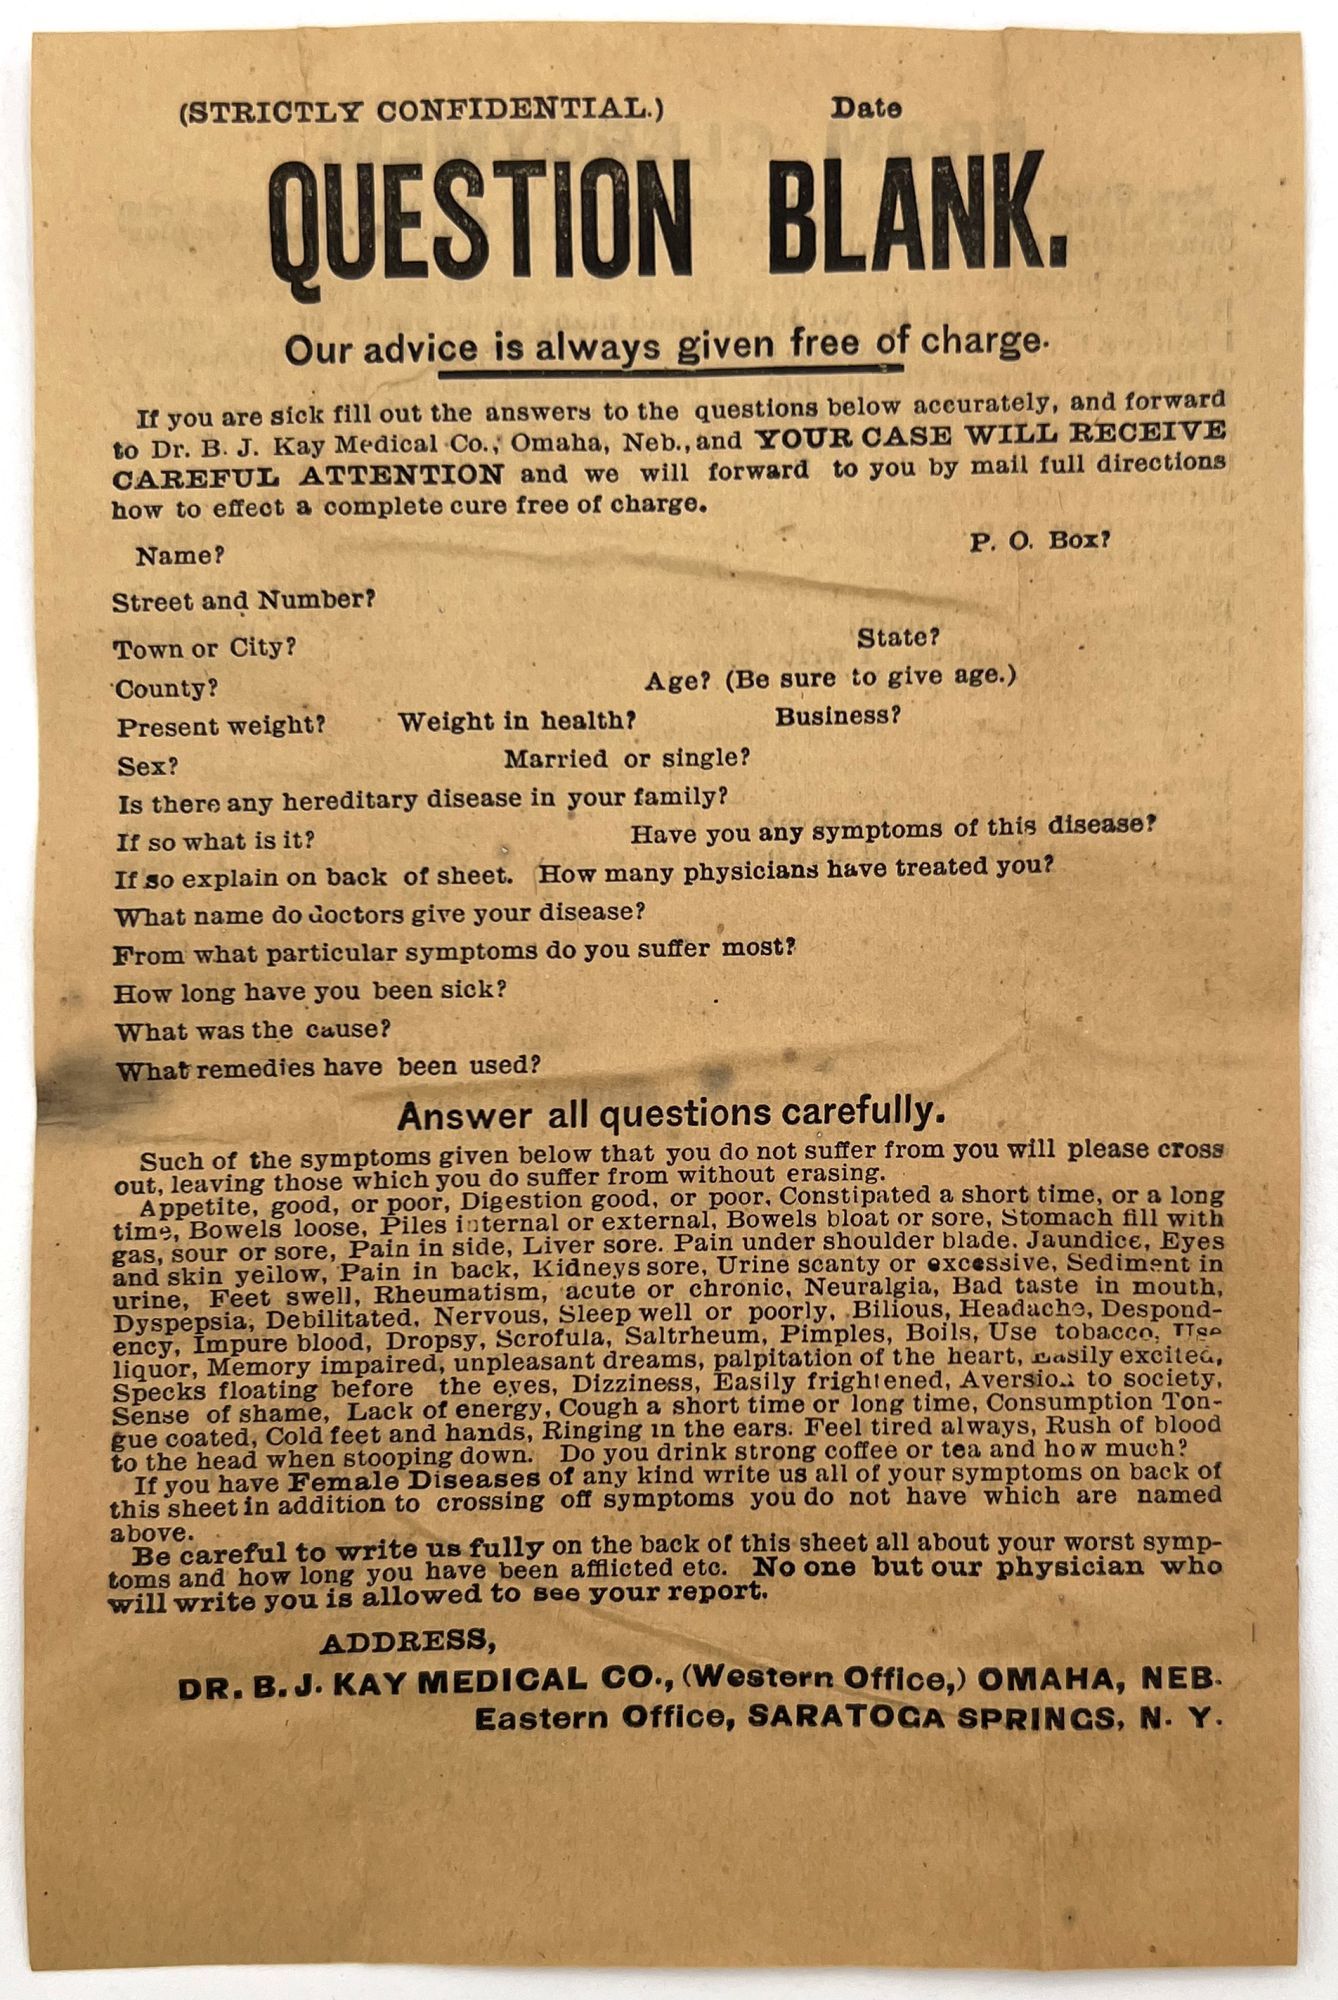 (STRICTLY CONFIDENTIAL.) Date
QUESTION BLANK.
Our advice is always given free of charge.
If you are sick fill out the answers to the questions below accurately, and forward
to Dr. B. J. Kay Medical Co., Omaha, Neb., and YOUR CASE WILL RECEIVE
CAREFUL ATTENTION and we will forward to you by mail full directions
how to effect a complete cure free of charge.
Name? P. O. Box?
Street and Number?
Town or City? State?
County? Age? (Be sure to give age.)
Present weight? Weight in health? Business?
Sex? Married or single?
Is there any hereditary disease in your family?
If so what is it? Have you any symptoms of this disease?
If so explain on back of sheet. How many physicians have treated you?
What name do doctors give your disease?
From what particular symptoms do you suffer most?
How long have you been sick?
What was the cause?
What remedies have been used?
Answer all questions carefully.
Such of the symptoms given below that you do not suffer from you will please cross
out, leaving those which you do suffer from without erasing.
Appetite, good, or poor, Digestion good, or poor, Constipated a short time, or a long
time, Bowels loose, Piles internal or external, Bowels bloat or sore, Stomach fill with
gas, sour or sore, Pain in side, Liver sore. Pain under shoulder blade. Jaundice, Eyes
and skin yellow, Pain in back, Kidneys sore, Urine scanty or excessive, Sediment in
urine, Feet swell, Rheumatism, acute or chronic, Neuralgia, Bad taste in mouth,
Dyspepsia, Debilitated, Nervous, Sleep well or poorly, Bilious, Headache, Despond-
ency, Impure blood, Dropsy, Scrofula, Saltrheum, Pimples, Boils, Use tobacco, Use
liquor, Memory impaired, unpleasant dreams, palpitation of the heart, Easily excited,
Specks floating before the eyes, Dizziness, Easily frightened, Aversion to society,
Sense of shame, Lack of energy, Cough a short time or long time, Consumption Ton-
gue coated, Cold feet and hands, Ringing in the ears. Feel tired always, Rush of blood
to the head when stooping down. Do you drink strong coffee or tea and how much?
If you have Female Diseases of any kind write us all of your symptoms on back of
this sheet in addition to crossing off symptoms you do not have which are named
above.
Be careful to write us fully on the back of this sheet all about your worst symp-
toms and how long you have been afflicted etc. No one but our physician who
will write you is allowed to see your report.
ADDRESS,
DR. B. J. KAY MEDICAL CO., (Western Office,) OMAHA, NEB.
Eastern Office, SARATOGA SPRINGS, N. Y.